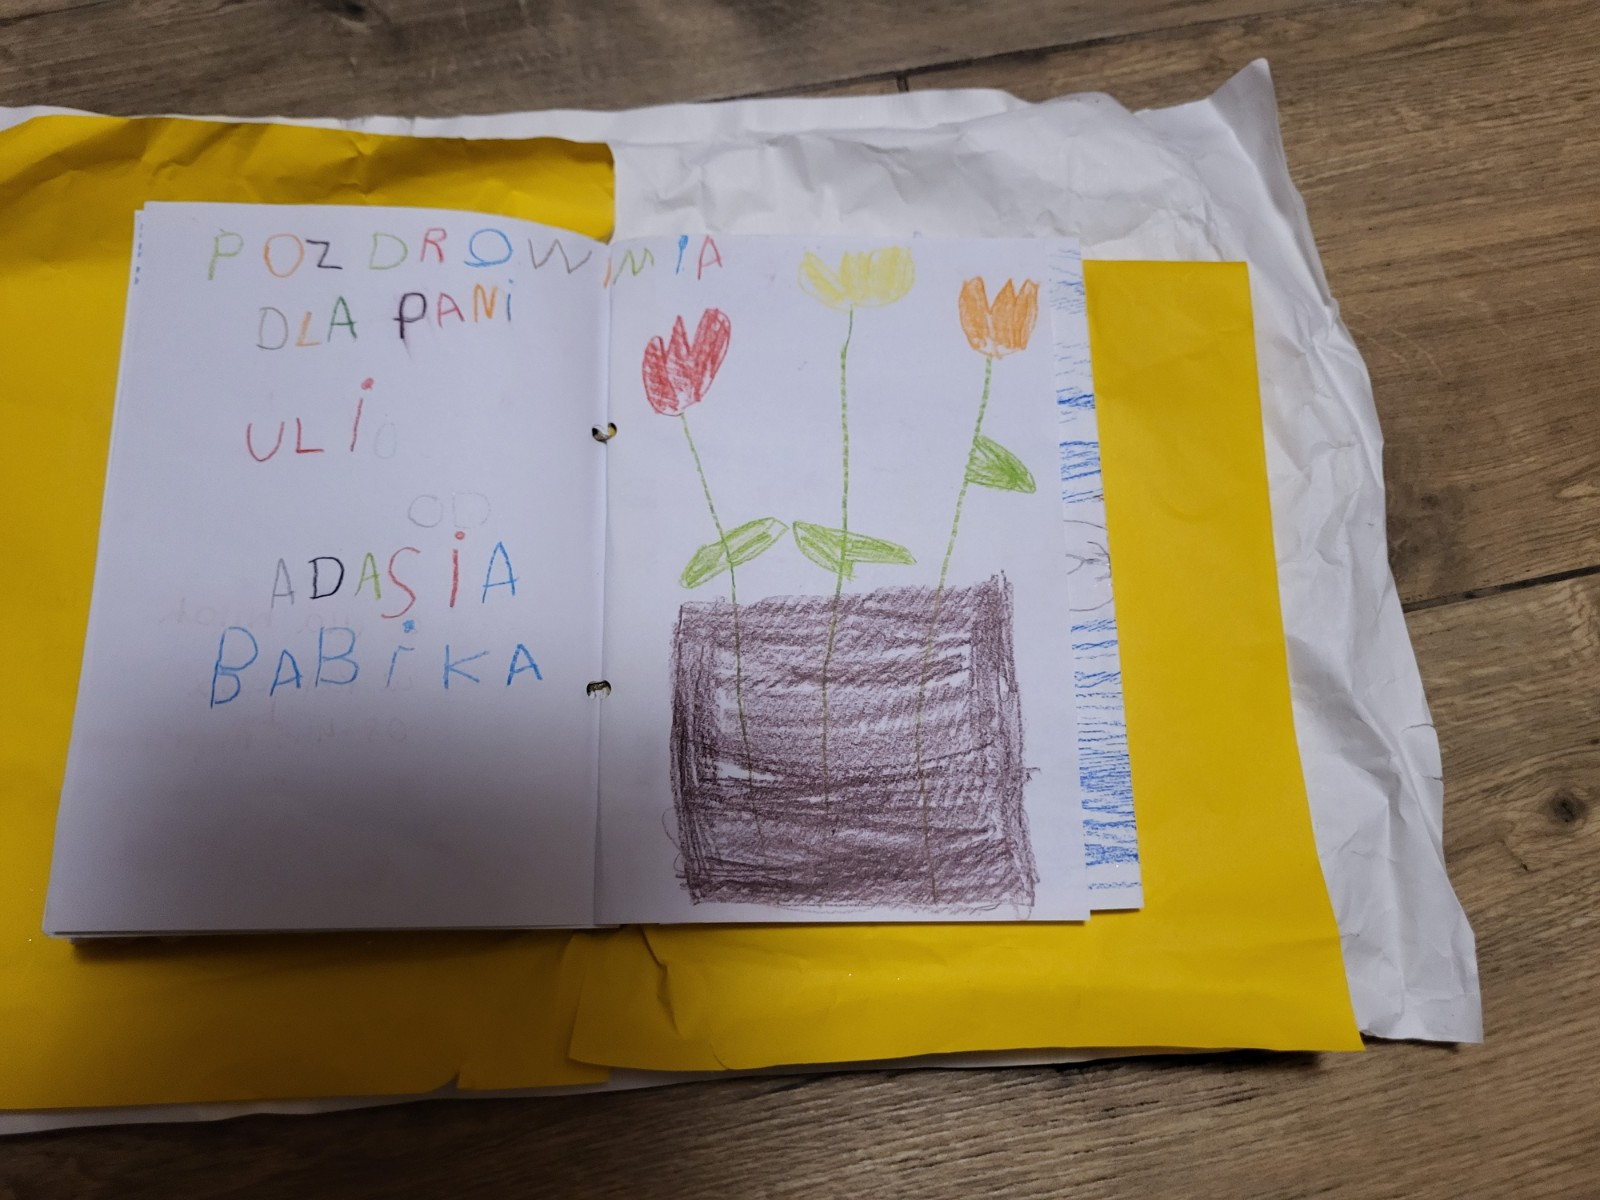 POZDROWINIA
DLA PANi
ULi
OD
ADASiA
BABiKA